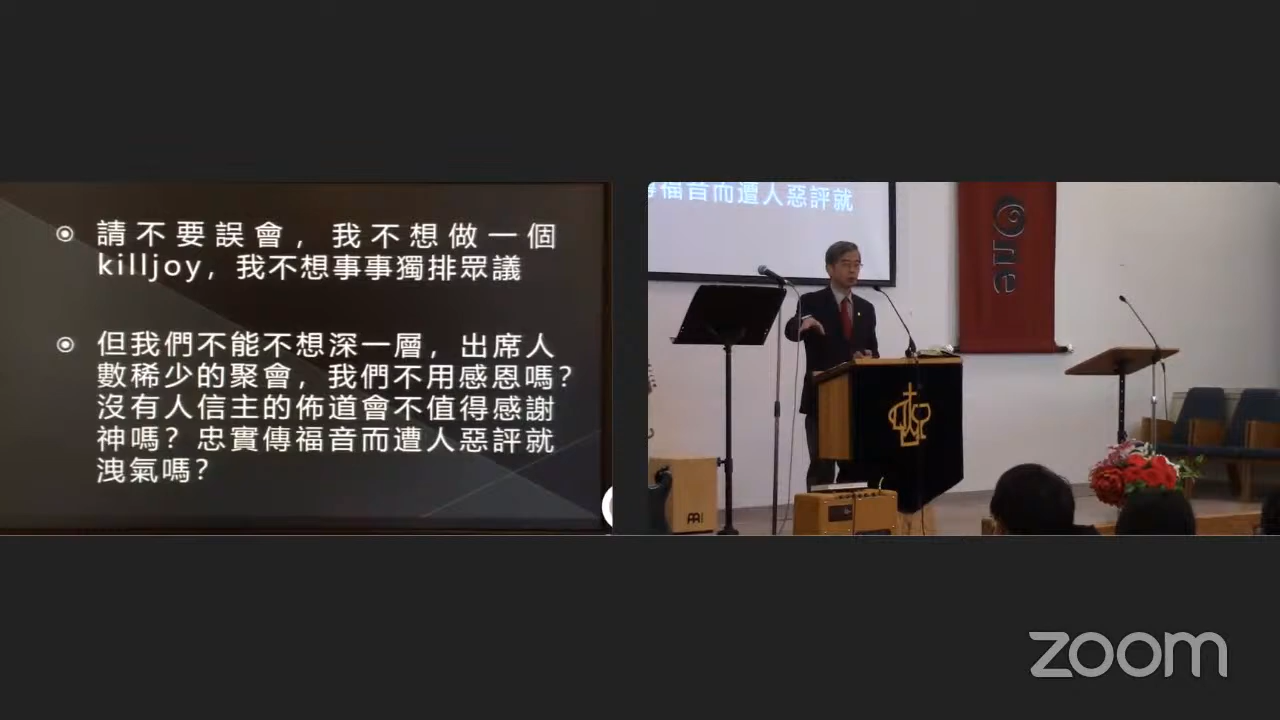 請不要誤會，我不想做一個
killjoy，我不想事事獨排眾議
但我們不能不想深一層，出席人
數稀少的聚會，我們不用感恩嗎？
沒有人信主的佈道會不值得感謝
神嗎？忠實傳福音而遭人惡評就
洩氣嗎？
傳福音而遭人惡評就
One
zoom